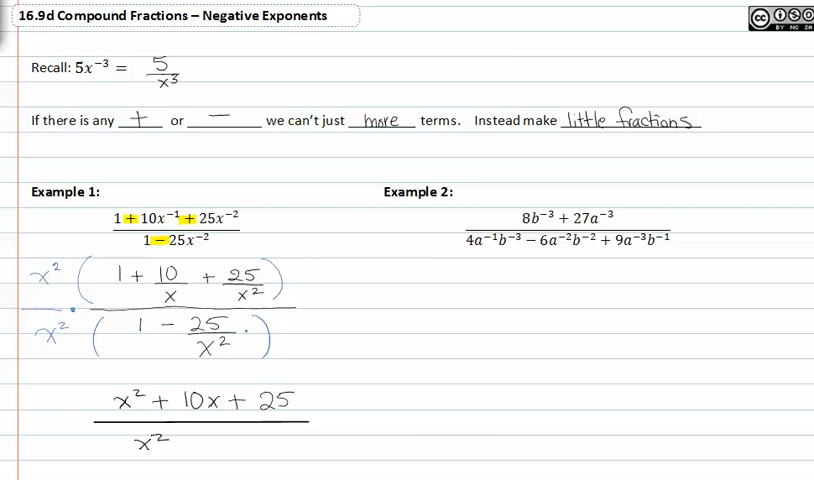 16.9d Compound Fractions – Negative Exponents
Recall: 5x⁻³ = 5/x³
If there is any + or − we can't just more terms. Instead make little fractions
Example 1: Example 2:
(1 + 10x⁻¹ + 25x⁻²)/(1 − 25x⁻²) (8b⁻³ + 27a⁻³)/(4a⁻¹b⁻³ − 6a⁻²b⁻² + 9a⁻³b⁻¹)
x² ( 1 + 10/x + 25/x² )
x² ( 1 − 25/x² )
x² + 10x + 25
x²